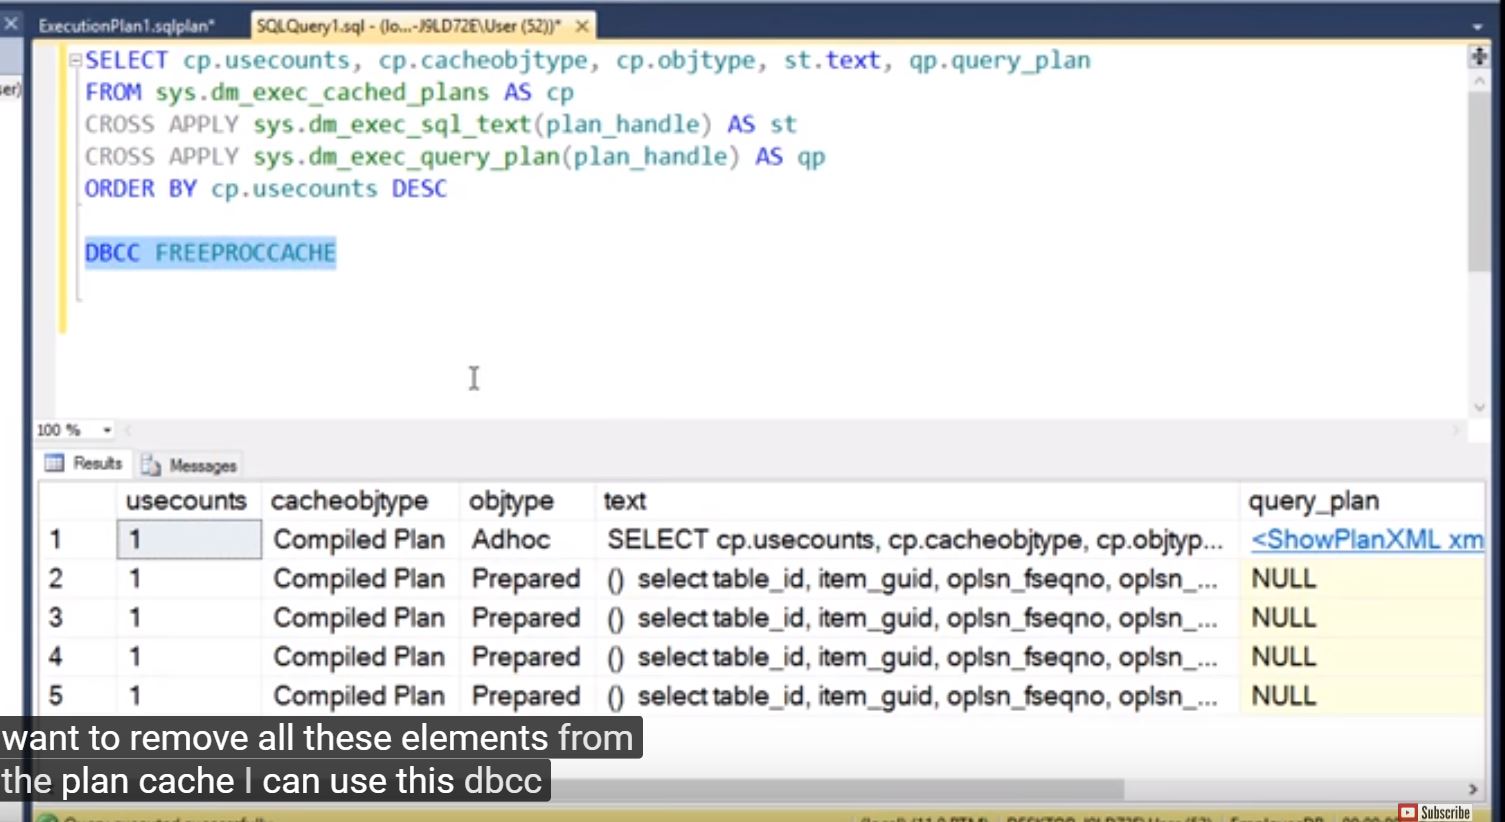 ExecutionPlan1.sqlplan*
SQLQuery1.sql - (lo...-J9LD72E\User (52))*
ser)
SELECT cp.usecounts, cp.cacheobjtype, cp.objtype, st.text, qp.query_plan
FROM sys.dm_exec_cached_plans AS cp
CROSS APPLY sys.dm_exec_sql_text(plan_handle) AS st
CROSS APPLY sys.dm_exec_query_plan(plan_handle) AS qp
ORDER BY cp.usecounts DESC
DBCC FREEPROCCACHE
100 %
Results Messages
usecounts cacheobjtype objtype text query_plan
1 1 Compiled Plan Adhoc SELECT cp.usecounts, cp.cacheobjtype, cp.objtyp... <ShowPlanXML xm
2 1 Compiled Plan Prepared () select table_id, item_guid, oplsn_fseqno, oplsn_... NULL
3 1 Compiled Plan Prepared () select table_id, item_guid, oplsn_fseqno, oplsn_... NULL
4 1 Compiled Plan Prepared () select table_id, item_guid, oplsn_fseqno, oplsn_... NULL
5 1 Compiled Plan Prepared () select table_id, item_guid, oplsn_fseqno, oplsn_... NULL
want to remove all these elements from
the plan cache I can use this dbcc
Subscribe